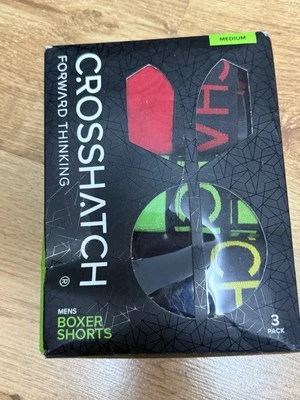 MEDIUM
CROSSHATCH
FORWARD THINKING
®
MENS
BOXER
SHORTS
3
PACK